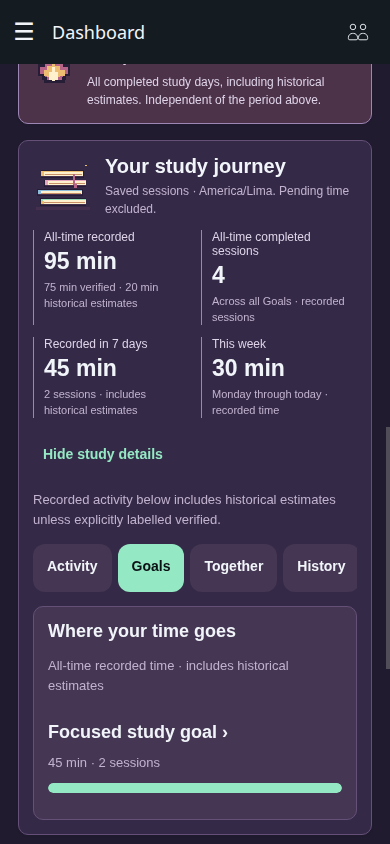 Dashboard
All completed study days, including historical
estimates. Independent of the period above.
Your study journey
Saved sessions · America/Lima. Pending time
excluded.
All-time recorded
95 min
75 min verified · 20 min
historical estimates
All-time completed
sessions
4
Across all Goals · recorded
sessions
Recorded in 7 days
45 min
2 sessions · includes
historical estimates
This week
30 min
Monday through today ·
recorded time
Hide study details
Recorded activity below includes historical estimates
unless explicitly labelled verified.
Activity
Goals
Together
History
Where your time goes
All-time recorded time · includes historical
estimates
Focused study goal ›
45 min · 2 sessions